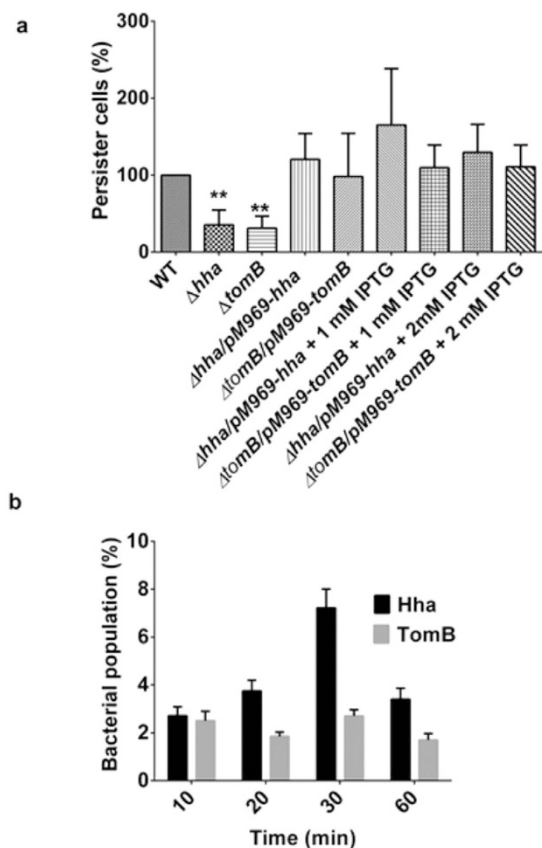 a
Persister cells (%)
300
200
100
0
**
**
WT
Δhha
ΔtomB
Δhha/pM969-hha
ΔtomB/pM969-tomB
Δhha/pM969-hha + 1 mM IPTG
ΔtomB/pM969-tomB + 1 mM IPTG
Δhha/pM969-hha + 2mM IPTG
ΔtomB/pM969-tomB + 2 mM IPTG
b
Bacterial population (%)
10
8
6
4
2
0
Hha
TomB
10
20
30
60
Time (min)